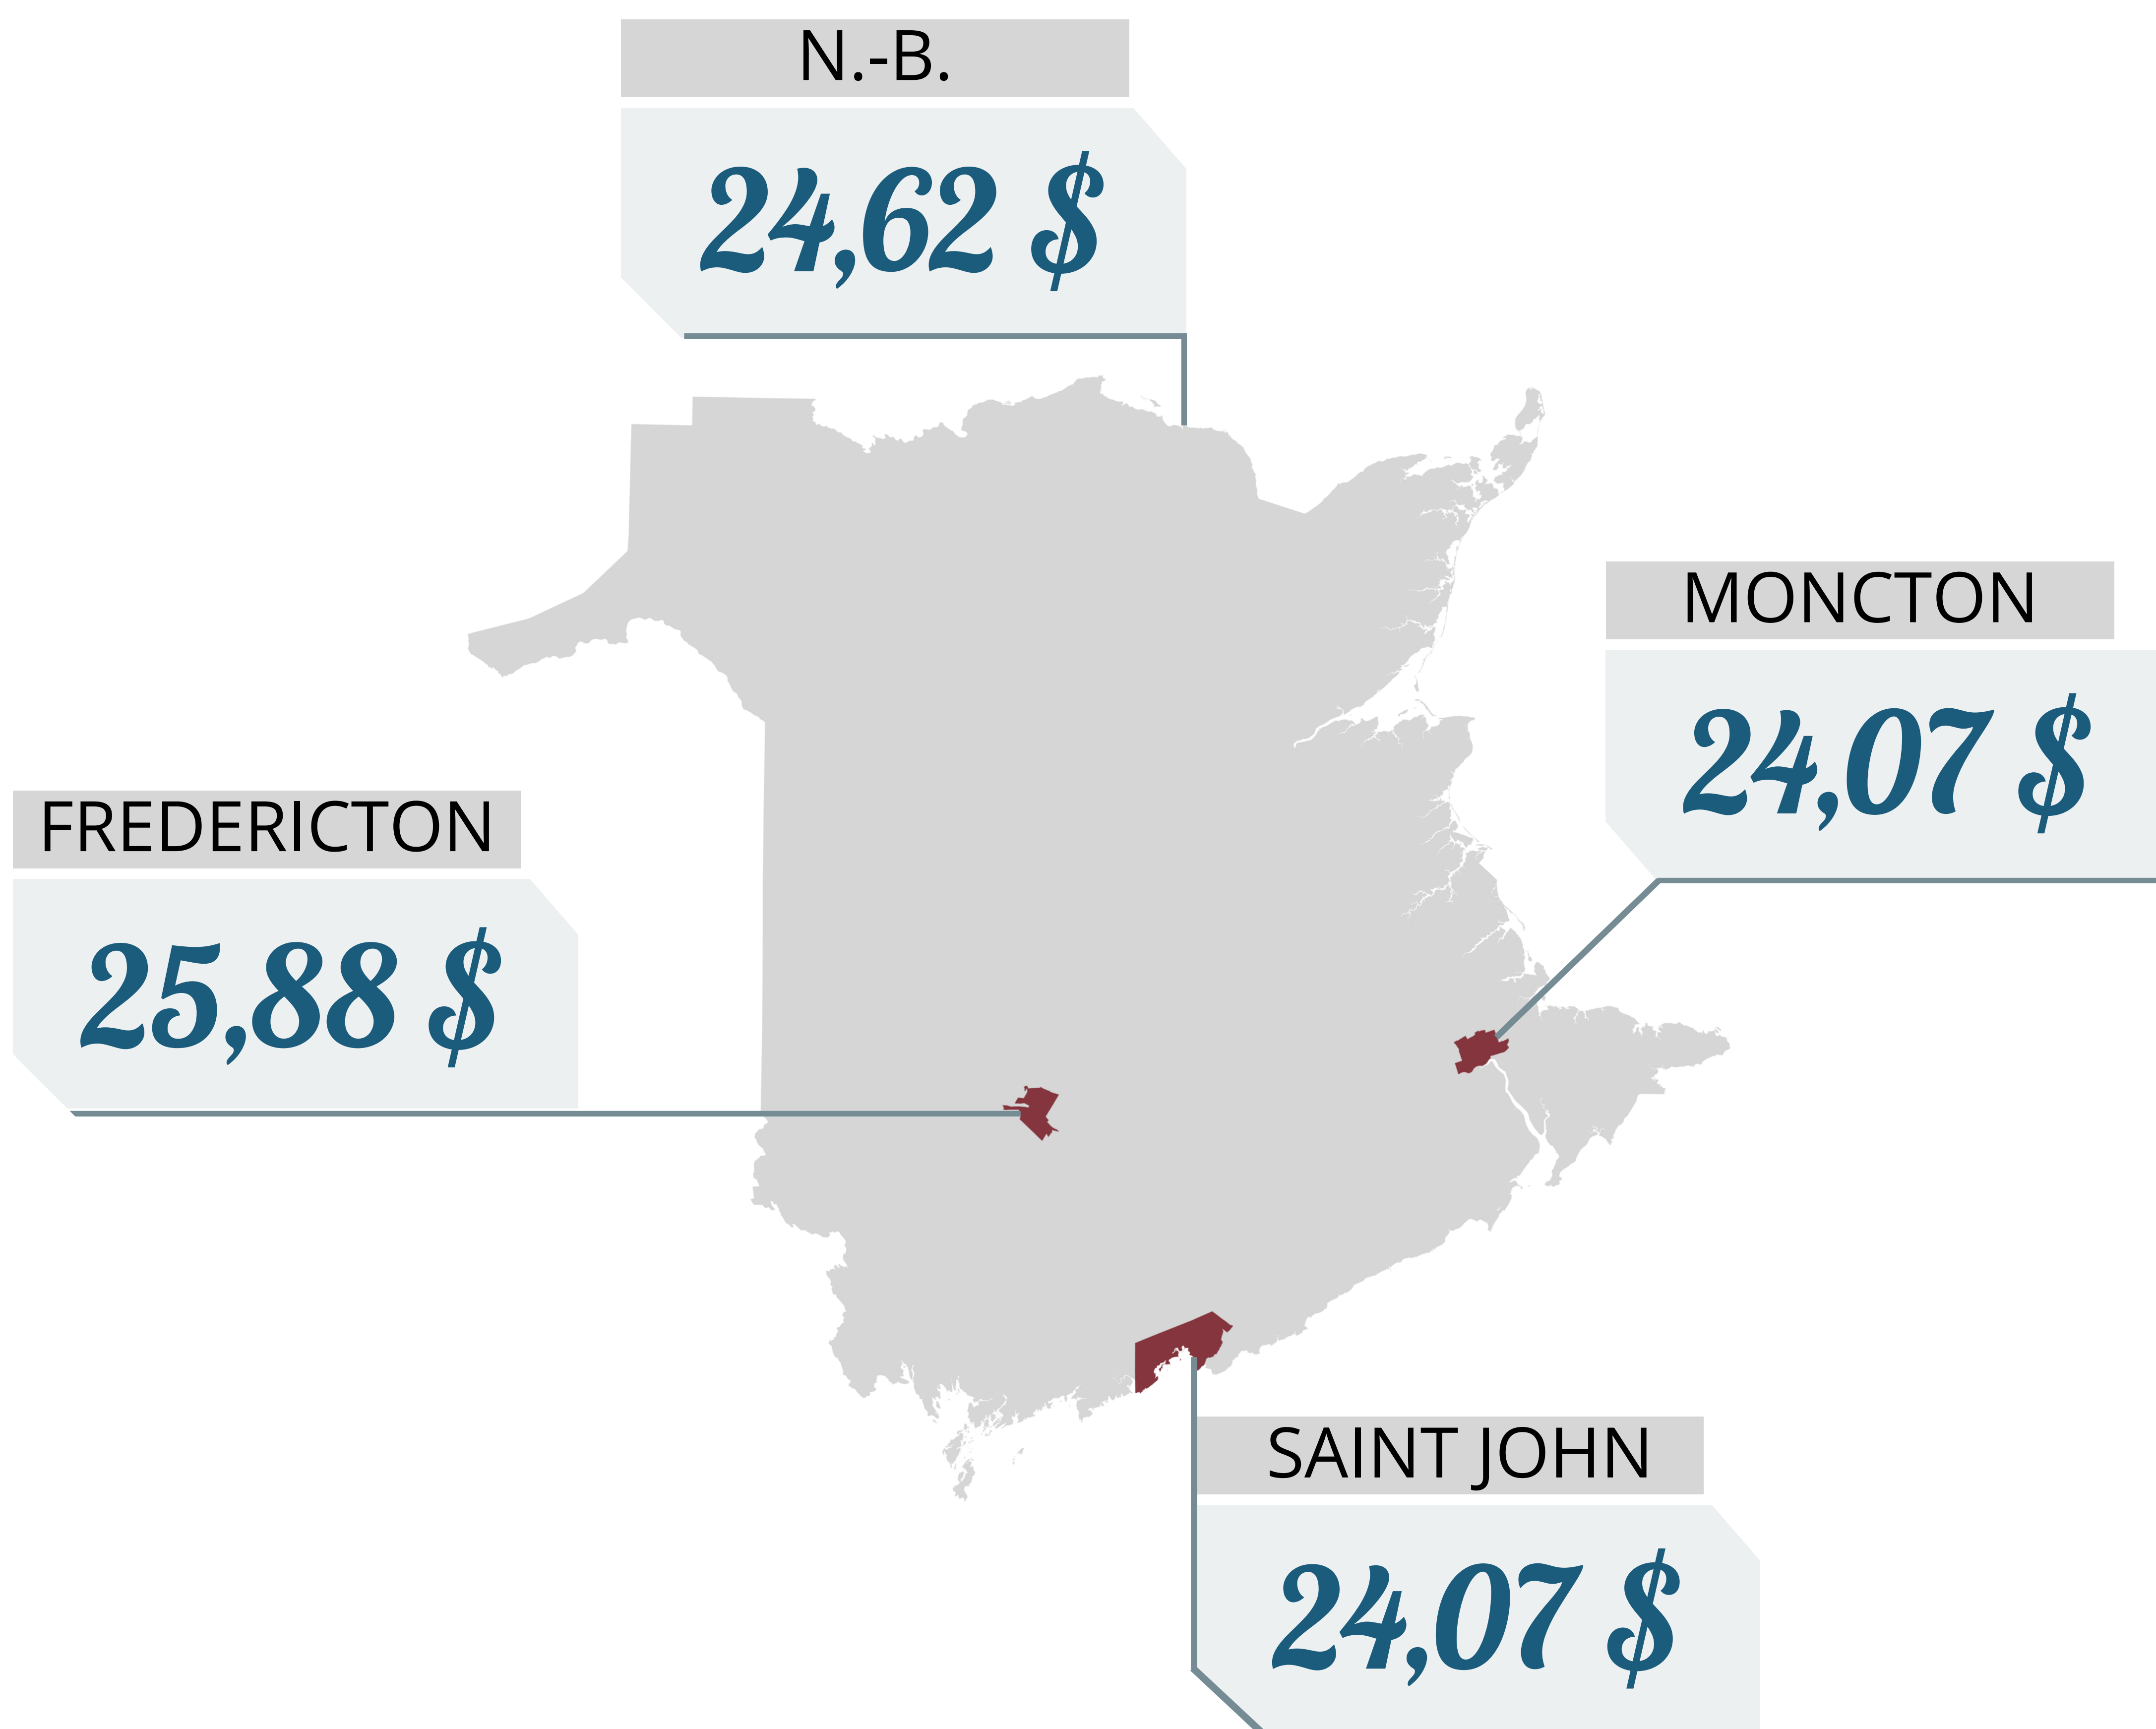 N.-B.
24,62 $
MONCTON
24,07 $
FREDERICTON
25,88 $
SAINT JOHN
24,07 $